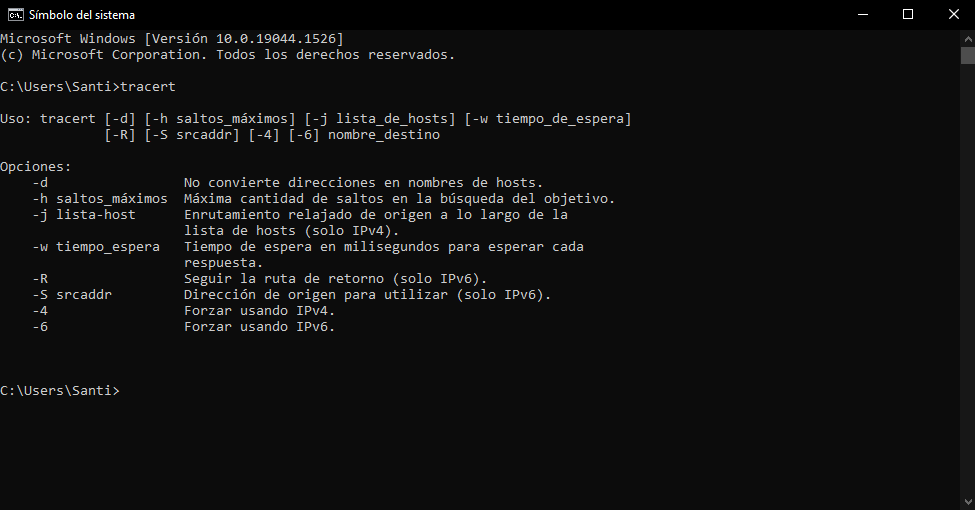 Símbolo del sistema
Microsoft Windows [Versión 10.0.19044.1526]
(c) Microsoft Corporation. Todos los derechos reservados.
C:\Users\Santi>tracert
Uso: tracert [-d] [-h saltos_máximos] [-j lista_de_hosts] [-w tiempo_de_espera]
[-R] [-S srcaddr] [-4] [-6] nombre_destino
Opciones:
-d No convierte direcciones en nombres de hosts.
-h saltos_máximos Máxima cantidad de saltos en la búsqueda del objetivo.
-j lista-host Enrutamiento relajado de origen a lo largo de la
lista de hosts (solo IPv4).
-w tiempo_espera Tiempo de espera en milisegundos para esperar cada
respuesta.
-R Seguir la ruta de retorno (solo IPv6).
-S srcaddr Dirección de origen para utilizar (solo IPv6).
-4 Forzar usando IPv4.
-6 Forzar usando IPv6.
C:\Users\Santi>